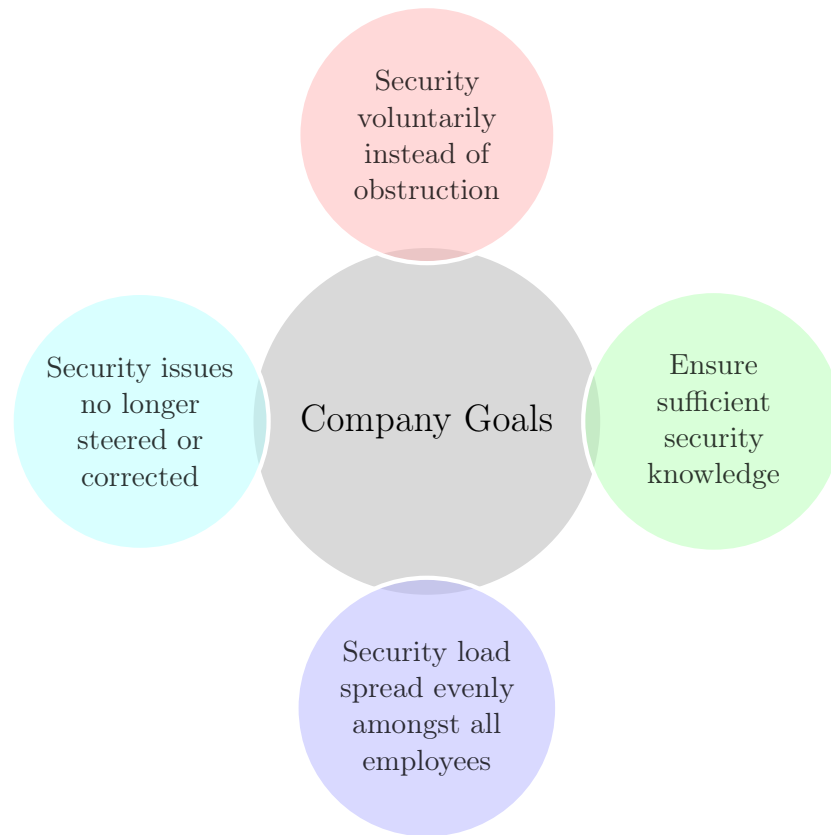 Security
voluntarily
instead of
obstruction
Security issues
no longer
steered or
corrected
Company Goals
Ensure
sufficient
security
knowledge
Security load
spread evenly
amongst all
employees